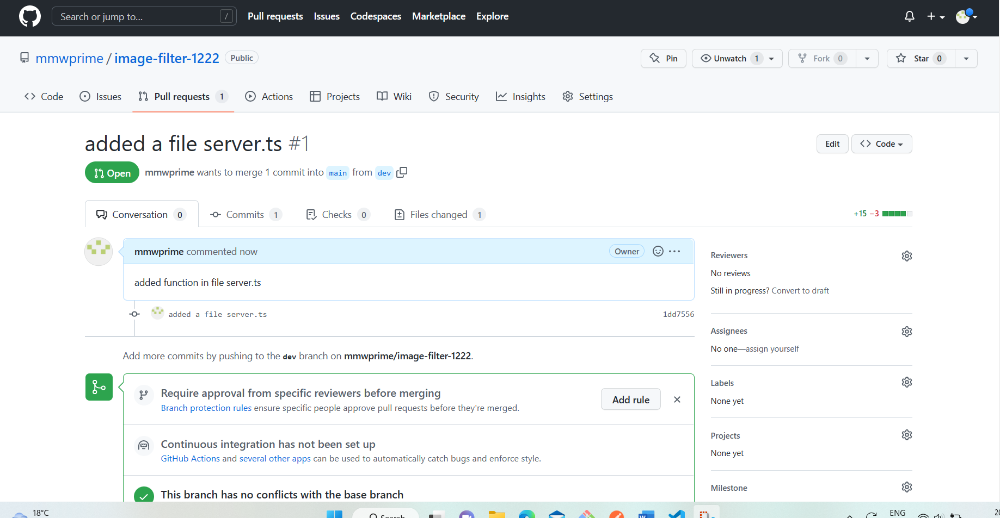 Search or jump to... /
Pull requests Issues Codespaces Marketplace Explore
mmwprime / image-filter-1222 Public
Pin Unwatch 1 Fork 0 Star 0
Code Issues Pull requests 1 Actions Projects Wiki Security Insights Settings
added a file server.ts #1
Edit Code
Open mmwprime wants to merge 1 commit into main from dev
Conversation 0 Commits 1 Checks 0 Files changed 1
+15 −3
mmwprime commented now
Owner
added function in file server.ts
added a file server.ts 1dd7556
Add more commits by pushing to the dev branch on mmwprime/image-filter-1222.
Require approval from specific reviewers before merging
Branch protection rules ensure specific people approve pull requests before they're merged.
Add rule
Continuous integration has not been set up
GitHub Actions and several other apps can be used to automatically catch bugs and enforce style.
This branch has no conflicts with the base branch
Reviewers
No reviews
Still in progress? Convert to draft
Assignees
No one—assign yourself
Labels
None yet
Projects
None yet
Milestone
18°C
Search
ENG